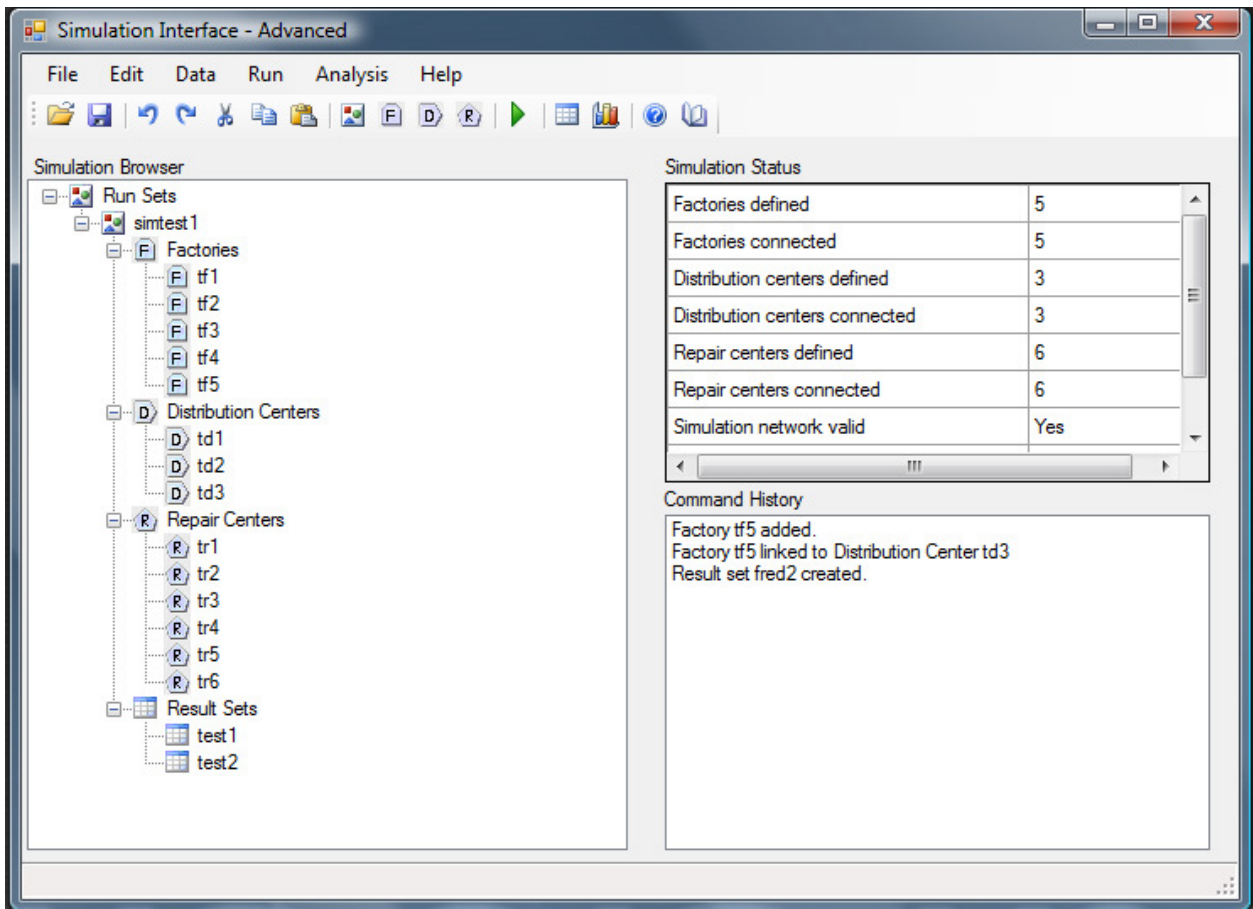 Simulation Interface - Advanced
File Edit Data Run Analysis Help
F D R
Simulation Browser
Run Sets
simtest1
F Factories
F tf1
F tf2
F tf3
F tf4
F tf5
D Distribution Centers
D td1
D td2
D td3
R Repair Centers
R tr1
R tr2
R tr3
R tr4
R tr5
R tr6
Result Sets
test1
test2
Simulation Status
Factories defined 5
Factories connected 5
Distribution centers defined 3
Distribution centers connected 3
Repair centers defined 6
Repair centers connected 6
Simulation network valid Yes
Command History
Factory tf5 added.
Factory tf5 linked to Distribution Center td3
Result set fred2 created.